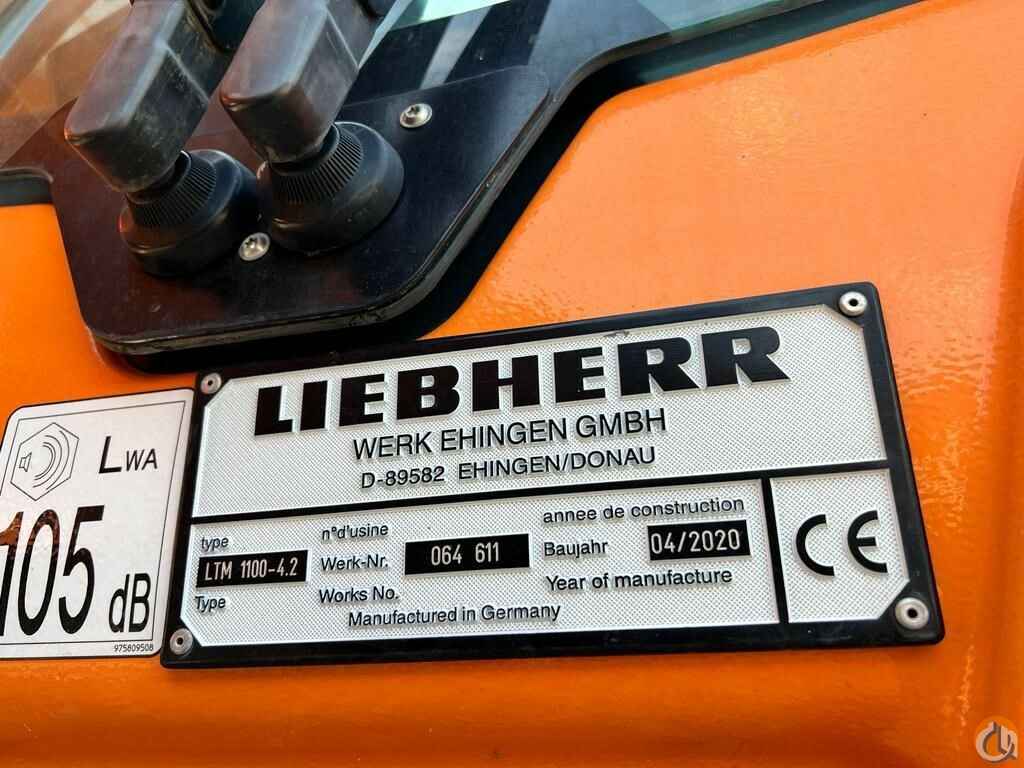 LIEBHERR
WERK EHINGEN GMBH
D-89582 EHINGEN/DONAU
type
LTM 1100-4.2
Type
n°d'usine
Werk-Nr. 064 611
Works No.
annee de construction
Baujahr 04/2020
Year of manufacture
Manufactured in Germany
CE
LWA
105 dB
975809508